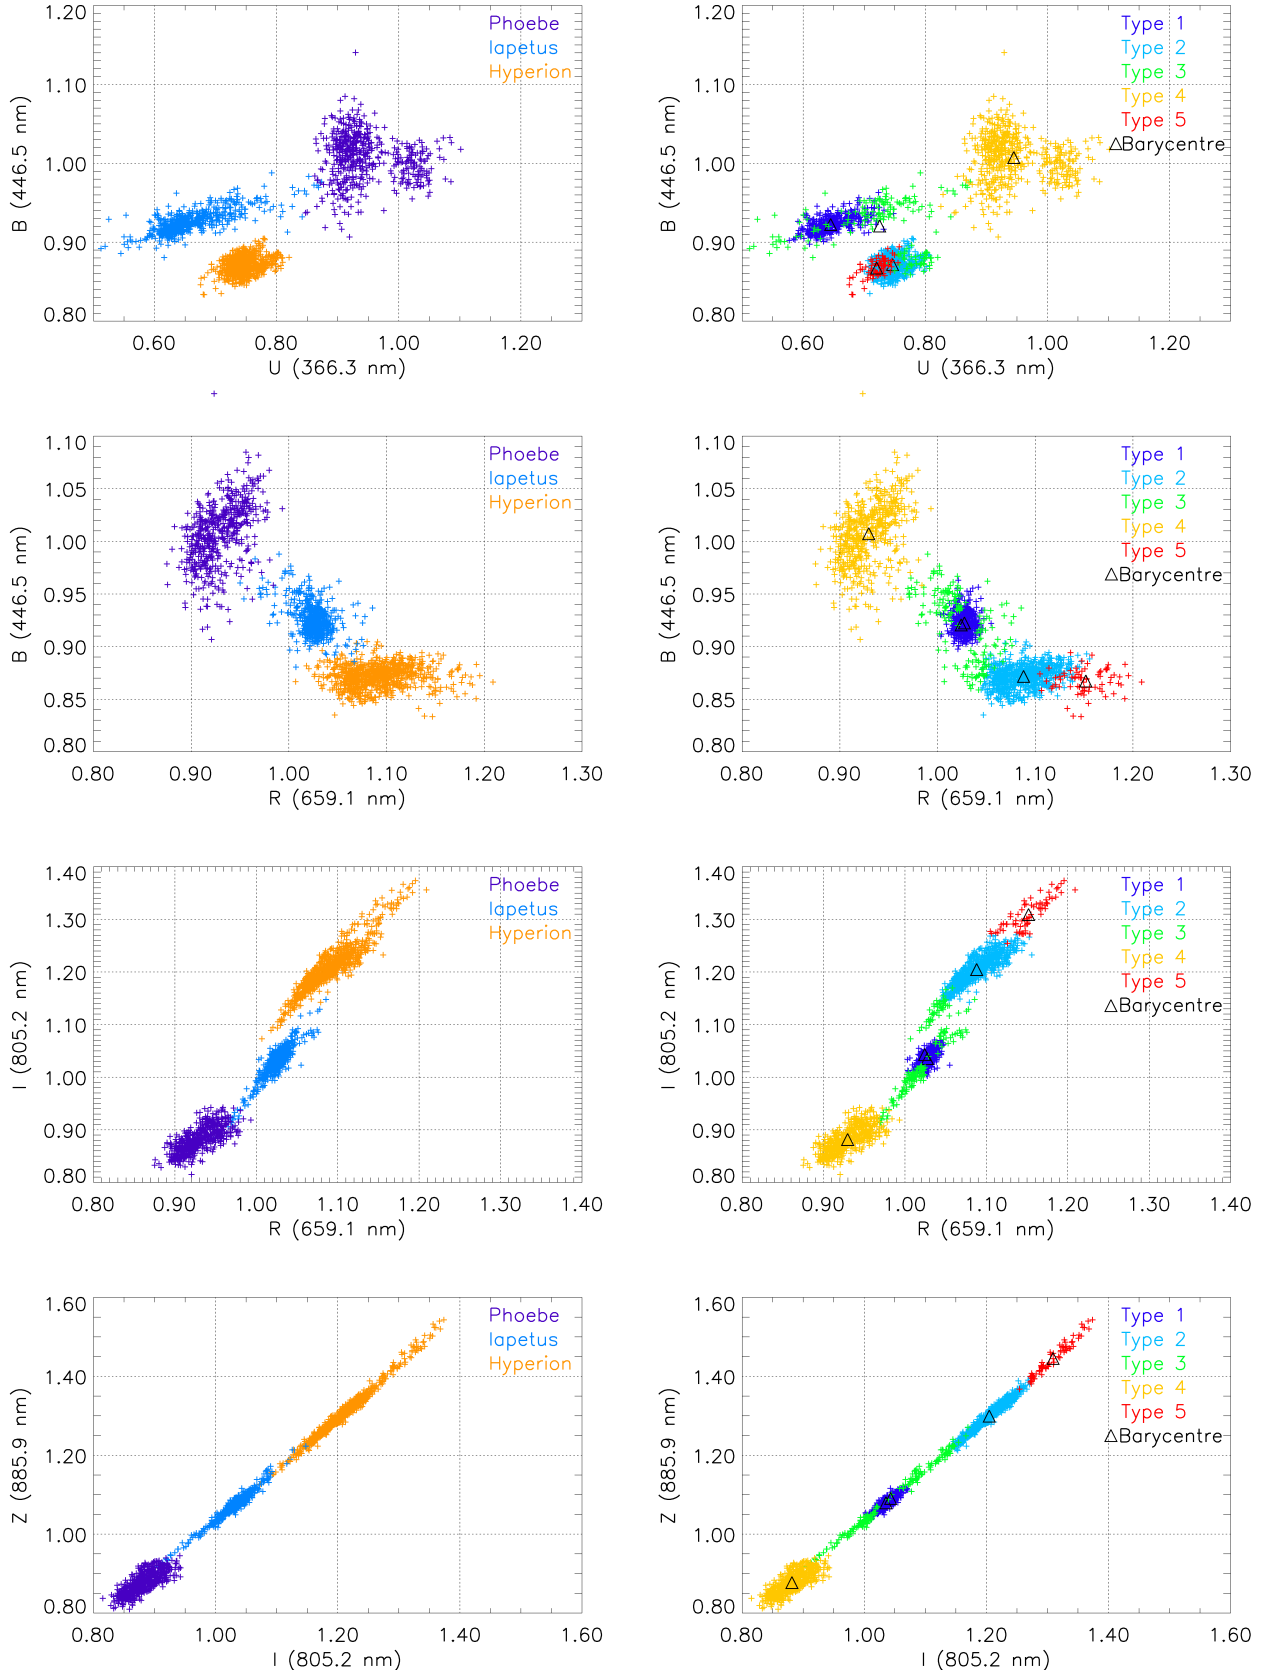 1.20
1.10
1.00
0.90
0.80
B (446.5 nm)
Phoebe
Iapetus
Hyperion
0.60 0.80 1.00 1.20
U (366.3 nm)
1.20
1.10
1.00
0.90
0.80
B (446.5 nm)
Type 1
Type 2
Type 3
Type 4
Type 5
△Barycentre
0.60 0.80 1.00 1.20
U (366.3 nm)
1.10
1.05
1.00
0.95
0.90
0.85
0.80
B (446.5 nm)
Phoebe
Iapetus
Hyperion
0.80 0.90 1.00 1.10 1.20 1.30
R (659.1 nm)
1.10
1.05
1.00
0.95
0.90
0.85
0.80
B (446.5 nm)
Type 1
Type 2
Type 3
Type 4
Type 5
△Barycentre
0.80 0.90 1.00 1.10 1.20 1.30
R (659.1 nm)
1.40
1.30
1.20
1.10
1.00
0.90
0.80
I (805.2 nm)
Phoebe
Iapetus
Hyperion
0.80 0.90 1.00 1.10 1.20 1.30 1.40
R (659.1 nm)
1.40
1.30
1.20
1.10
1.00
0.90
0.80
I (805.2 nm)
Type 1
Type 2
Type 3
Type 4
Type 5
△Barycentre
0.80 0.90 1.00 1.10 1.20 1.30 1.40
R (659.1 nm)
1.60
1.40
1.20
1.00
0.80
Z (885.9 nm)
Phoebe
Iapetus
Hyperion
0.80 1.00 1.20 1.40 1.60
I (805.2 nm)
1.60
1.40
1.20
1.00
0.80
Z (885.9 nm)
Type 1
Type 2
Type 3
Type 4
Type 5
△Barycentre
0.80 1.00 1.20 1.40 1.60
I (805.2 nm)